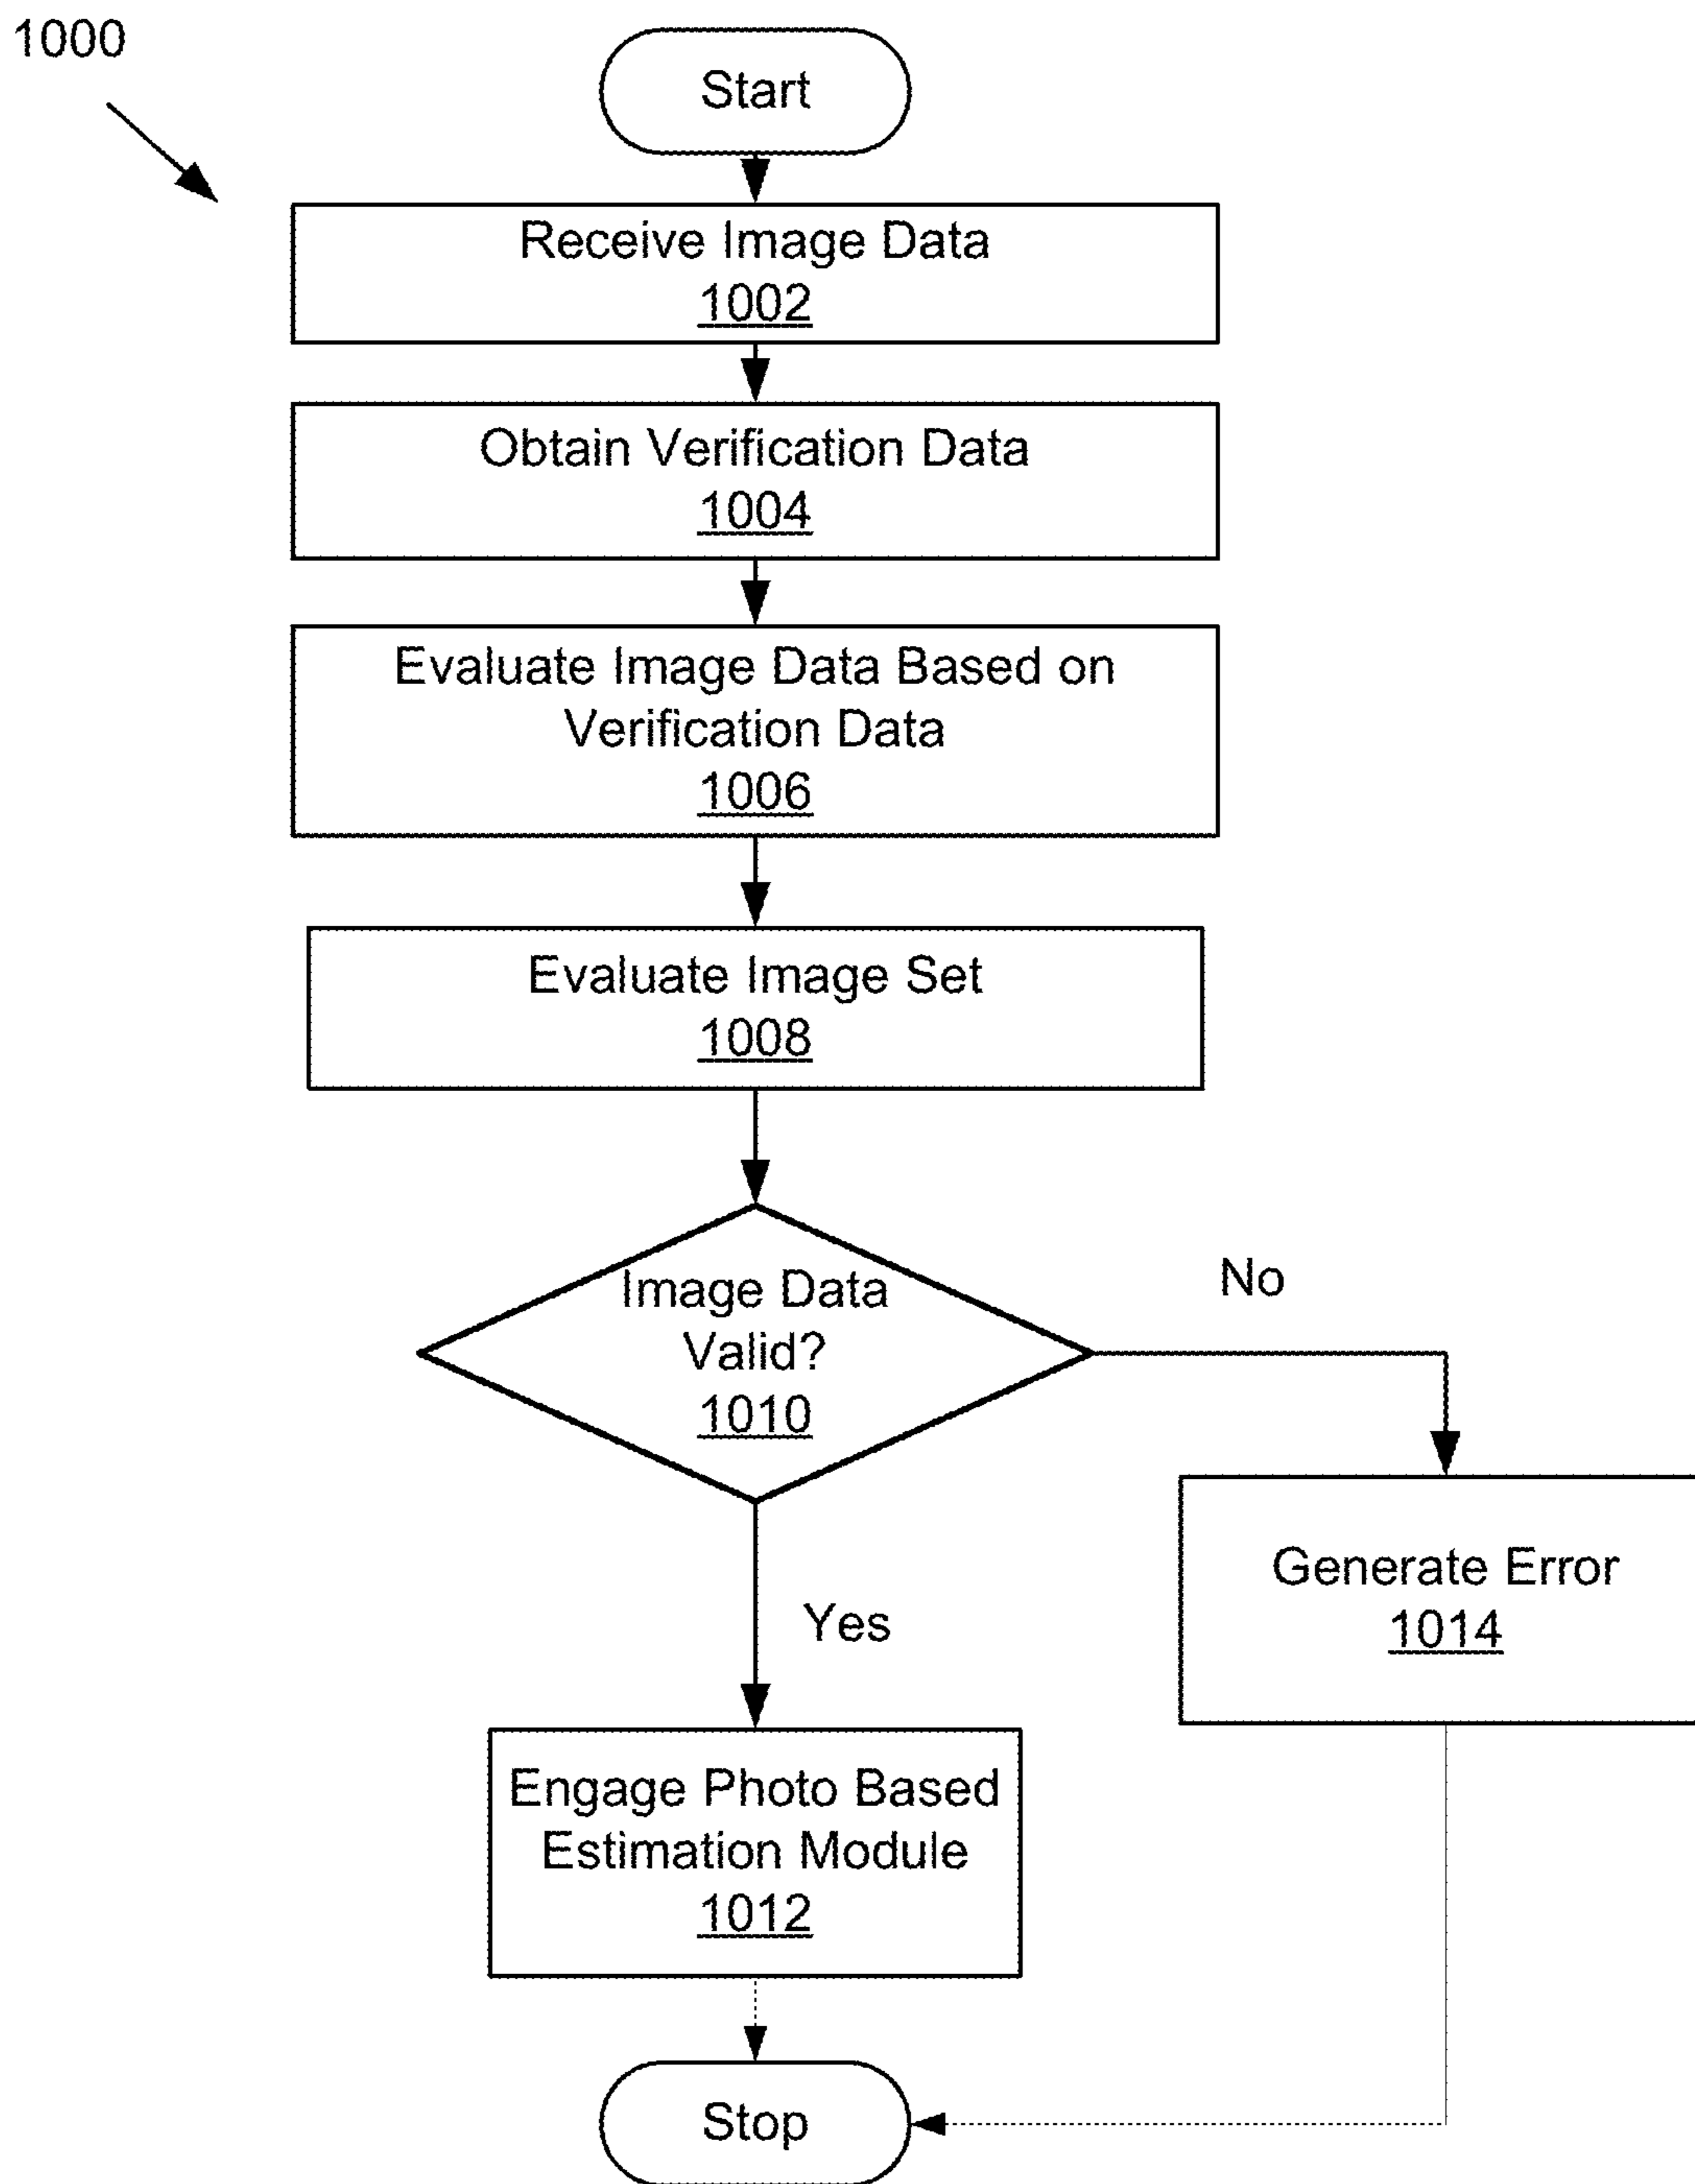 1000
Start
Receive Image Data
1002
Obtain Verification Data
1004
Evaluate Image Data Based on
Verification Data
1006
Evaluate Image Set
1008
Image Data
Valid?
1010
No
Yes
Generate Error
1014
Engage Photo Based
Estimation Module
1012
Stop